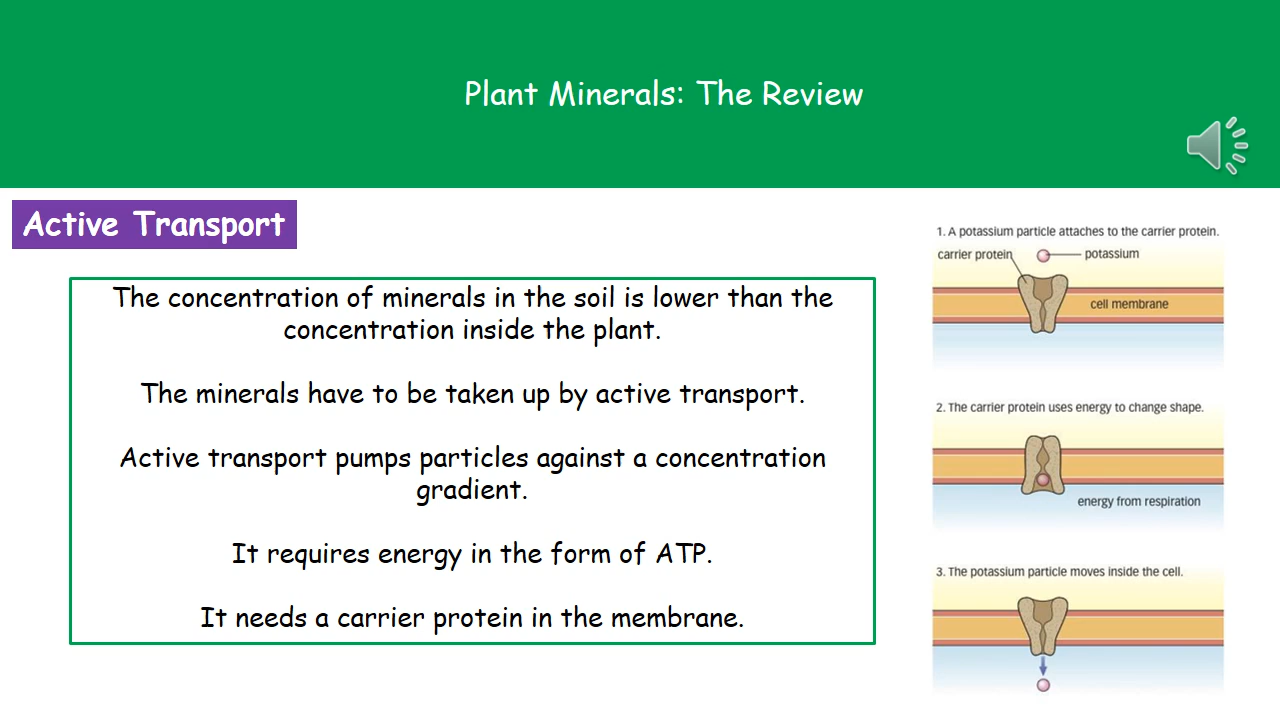 Plant Minerals: The Review
Active Transport
The concentration of minerals in the soil is lower than the
concentration inside the plant.
The minerals have to be taken up by active transport.
Active transport pumps particles against a concentration
gradient.
It requires energy in the form of ATP.
It needs a carrier protein in the membrane.
1. A potassium particle attaches to the carrier protein.
carrier protein
potassium
cell membrane
2. The carrier protein uses energy to change shape.
energy from respiration
3. The potassium particle moves inside the cell.